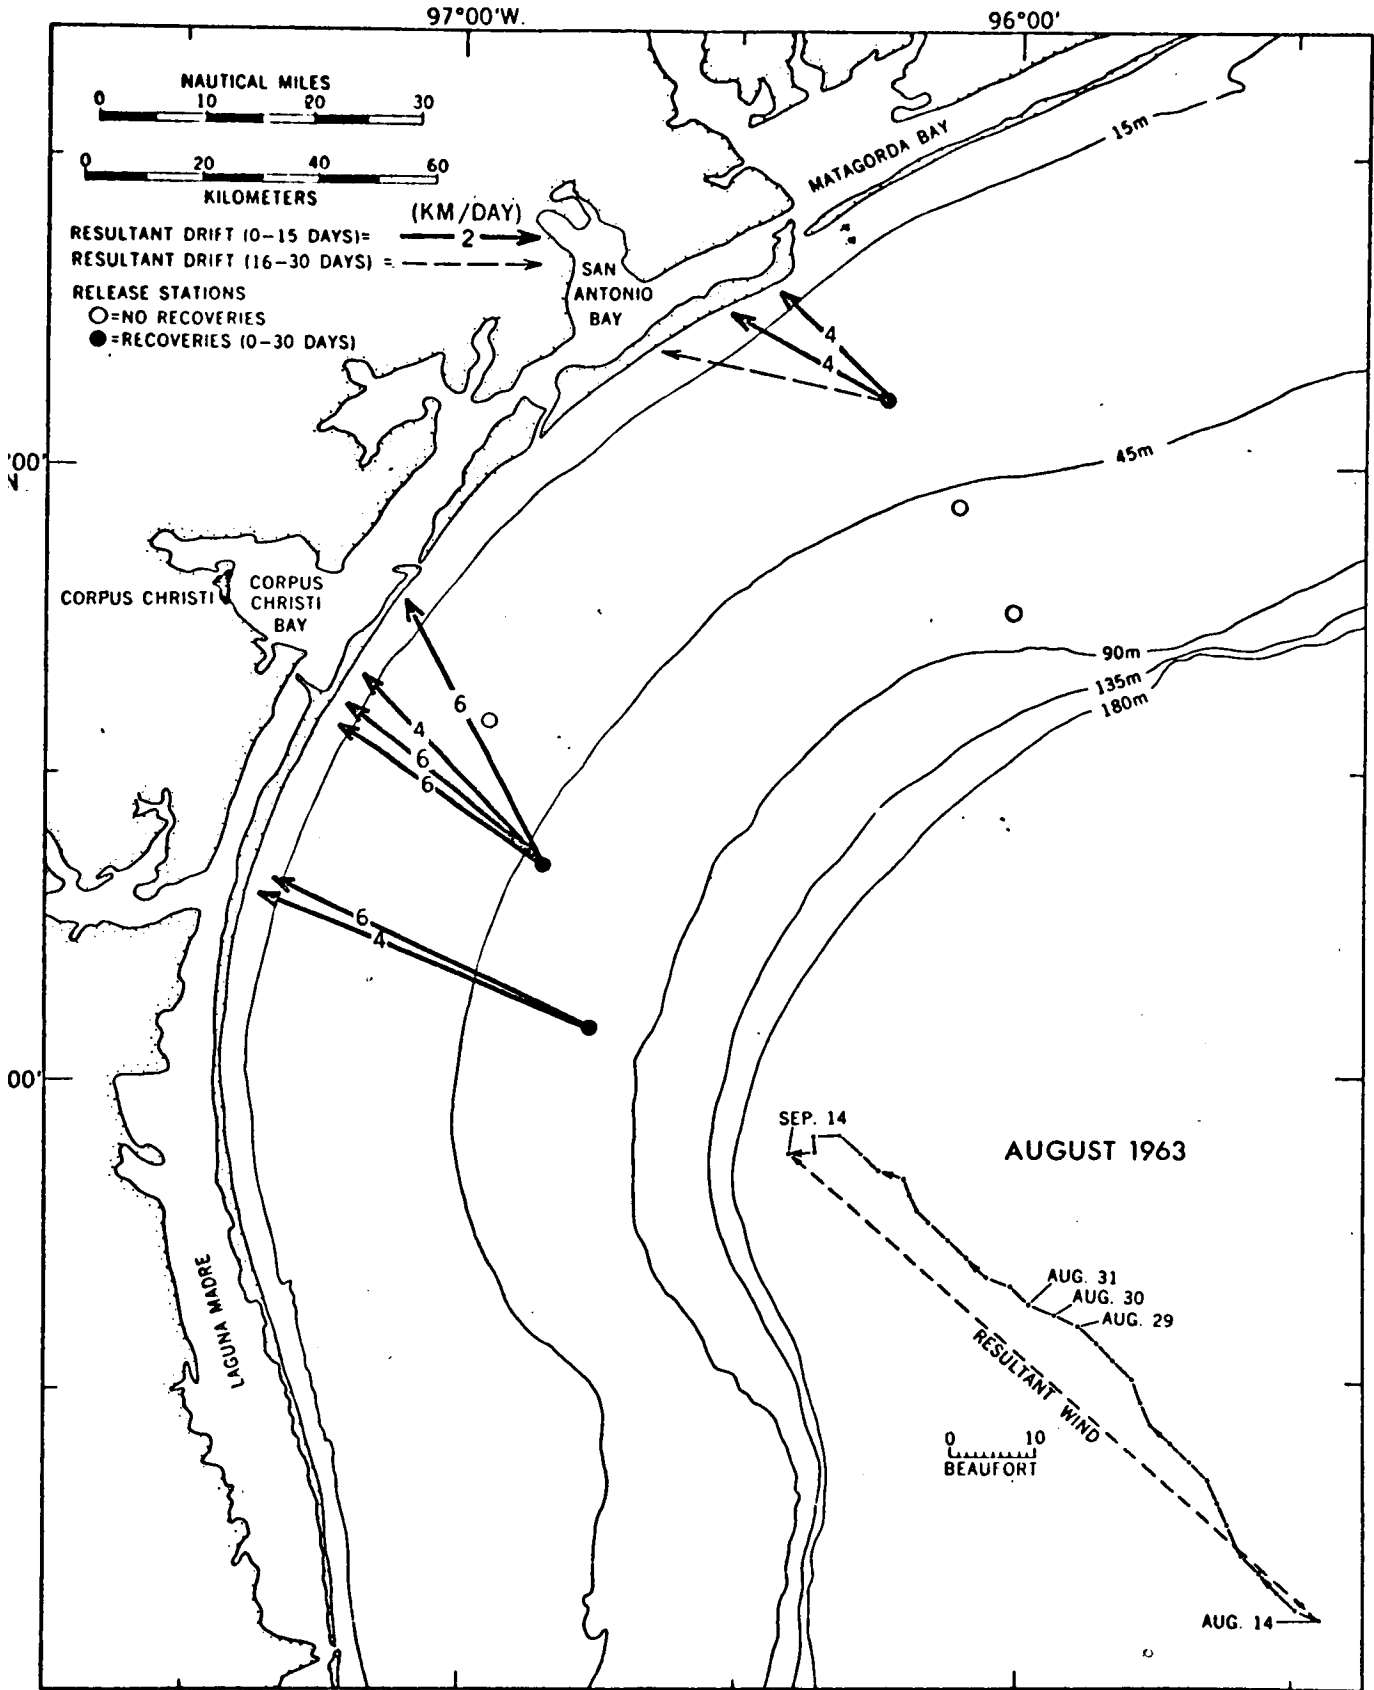 97°00'W.
96°00'
NAUTICAL MILES
0 10 20 30
0 20 40 60
KILOMETERS
(KM/DAY)
RESULTANT DRIFT (0-15 DAYS)= 2
RESULTANT DRIFT (16-30 DAYS) =
RELEASE STATIONS
=NO RECOVERIES
=RECOVERIES (0-30 DAYS)
MATAGORDA BAY
15m
SAN
ANTONIO
BAY
4
4
00'
45m
CORPUS CHRISTI
CORPUS
CHRISTI
BAY
90m
135m
180m
6
4
6
6
6
4
00'
SEP. 14
AUGUST 1963
AUG. 31
AUG. 30
AUG. 29
LAGUNA MADRE
RESULTANT WIND
0 10
BEAUFORT
AUG. 14